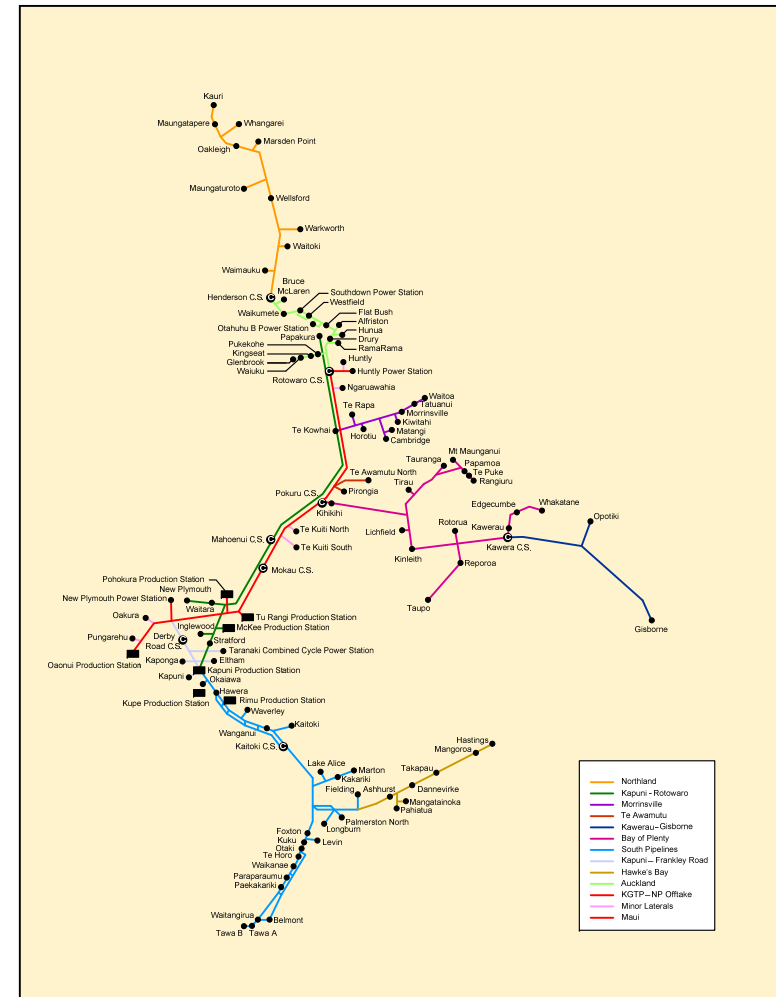 Kauri
Maungatapere
Whangarei
Oakleigh
Marsden Point
Maungaturoto
Wellsford
Warkworth
Waitoki
Waimauku
Bruce
McLaren
Henderson C.S.
Southdown Power Station
Westfield
Waikumete
Flat Bush
Alfriston
Otahuhu B Power Station
Hunua
Papakura
Drury
Pukekohe
RamaRama
Kingseat
Glenbrook
Huntly
Waiuku
Huntly Power Station
Rotowaro C.S.
Ngaruawahia
Waitoa
Te Rapa
Tatuanui
Morrinsville
Kiwitahi
Te Kowhai
Horotiu
Matangi
Cambridge
Mt Maunganui
Tauranga
Papamoa
Te Awamutu North
Te Puke
Tirau
Rangiuru
Pokuru C.S.
Pirongia
Edgecumbe
Whakatane
Kihikihi
Rotorua
Opotiki
Te Kuiti North
Lichfield
Kawerau
Mahoenui C.S.
Te Kuiti South
Kinleith
Kawera C.S.
Mokau C.S.
Reporoa
Pohokura Production Station
New Plymouth
New Plymouth Power Station
Waitara
Taupo
Oakura
Tu Rangi Production Station
Inglewood
McKee Production Station
Gisborne
Pungarehu
Derby
Road C.S.
Stratford
Taranaki Combined Cycle Power Station
Oaonui Production Station
Kaponga
Eltham
Kapuni
Kapuni Production Station
Okaiawa
Hawera
Kupe Production Station
Rimu Production Station
Waverley
Wanganui
Kaitoki
Kaitoki C.S.
Hastings
Mangoroa
Lake Alice
Marton
Takapau
Kakariki
Fielding
Ashhurst
Dannevirke
Mangatainoka
Pahiatua
Palmerston North
Longburn
Foxton
Kuku
Levin
Otaki
Te Horo
Waikanae
Paraparaumu
Paekakariki
Waitangirua
Belmont
Tawa B
Tawa A
Northland
Kapuni - Rotowaro
Morrinsville
Te Awamutu
Kawerau–Gisborne
Bay of Plenty
South Pipelines
Kapuni – Frankley Road
Hawke's Bay
Auckland
KGTP–NP Offtake
Minor Laterals
Maui
C
C
C
C
C
C
C
C